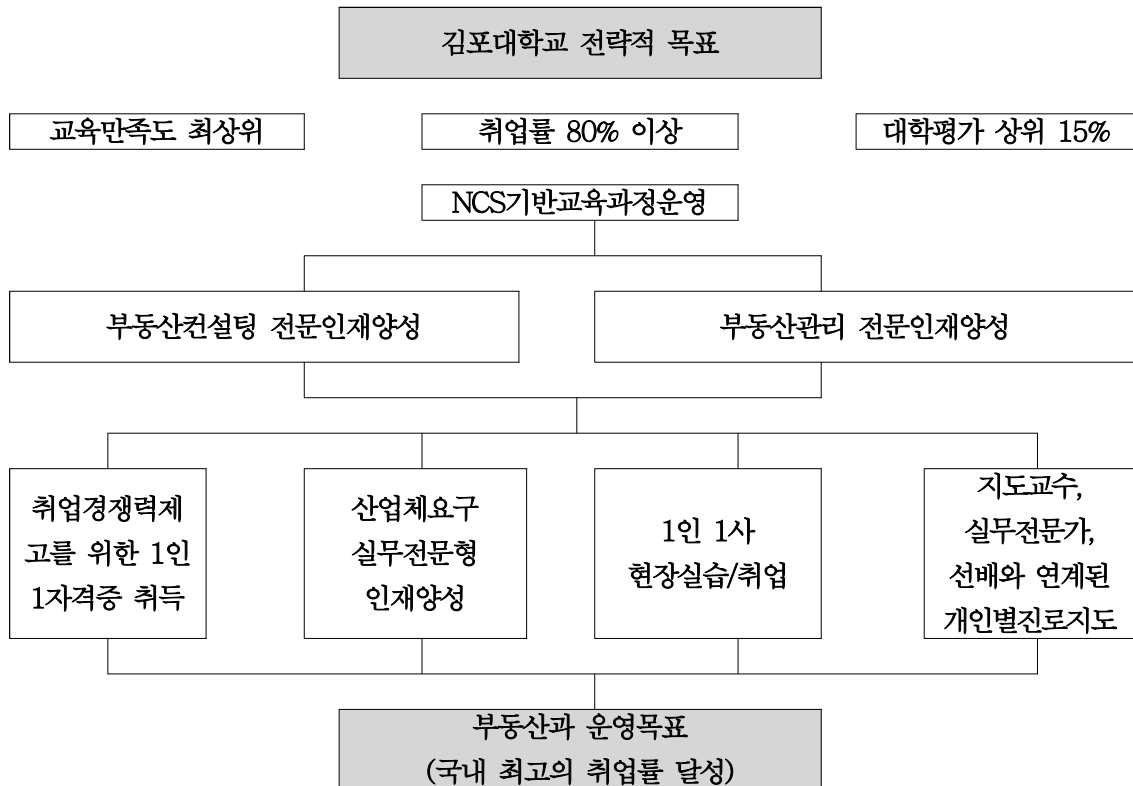 김포대학교 전략적 목표
교육만족도 최상위
취업률 80% 이상
대학평가 상위 15%
NCS기반교육과정운영
부동산컨설팅 전문인재양성
부동산관리 전문인재양성
취업경쟁력제
고를 위한 1인
1자격증 취득
산업체요구
실무전문형
인재양성
1인 1사
현장실습/취업
지도교수,
실무전문가,
선배와 연계된
개인별진로지도
부동산과 운영목표
(국내 최고의 취업률 달성)